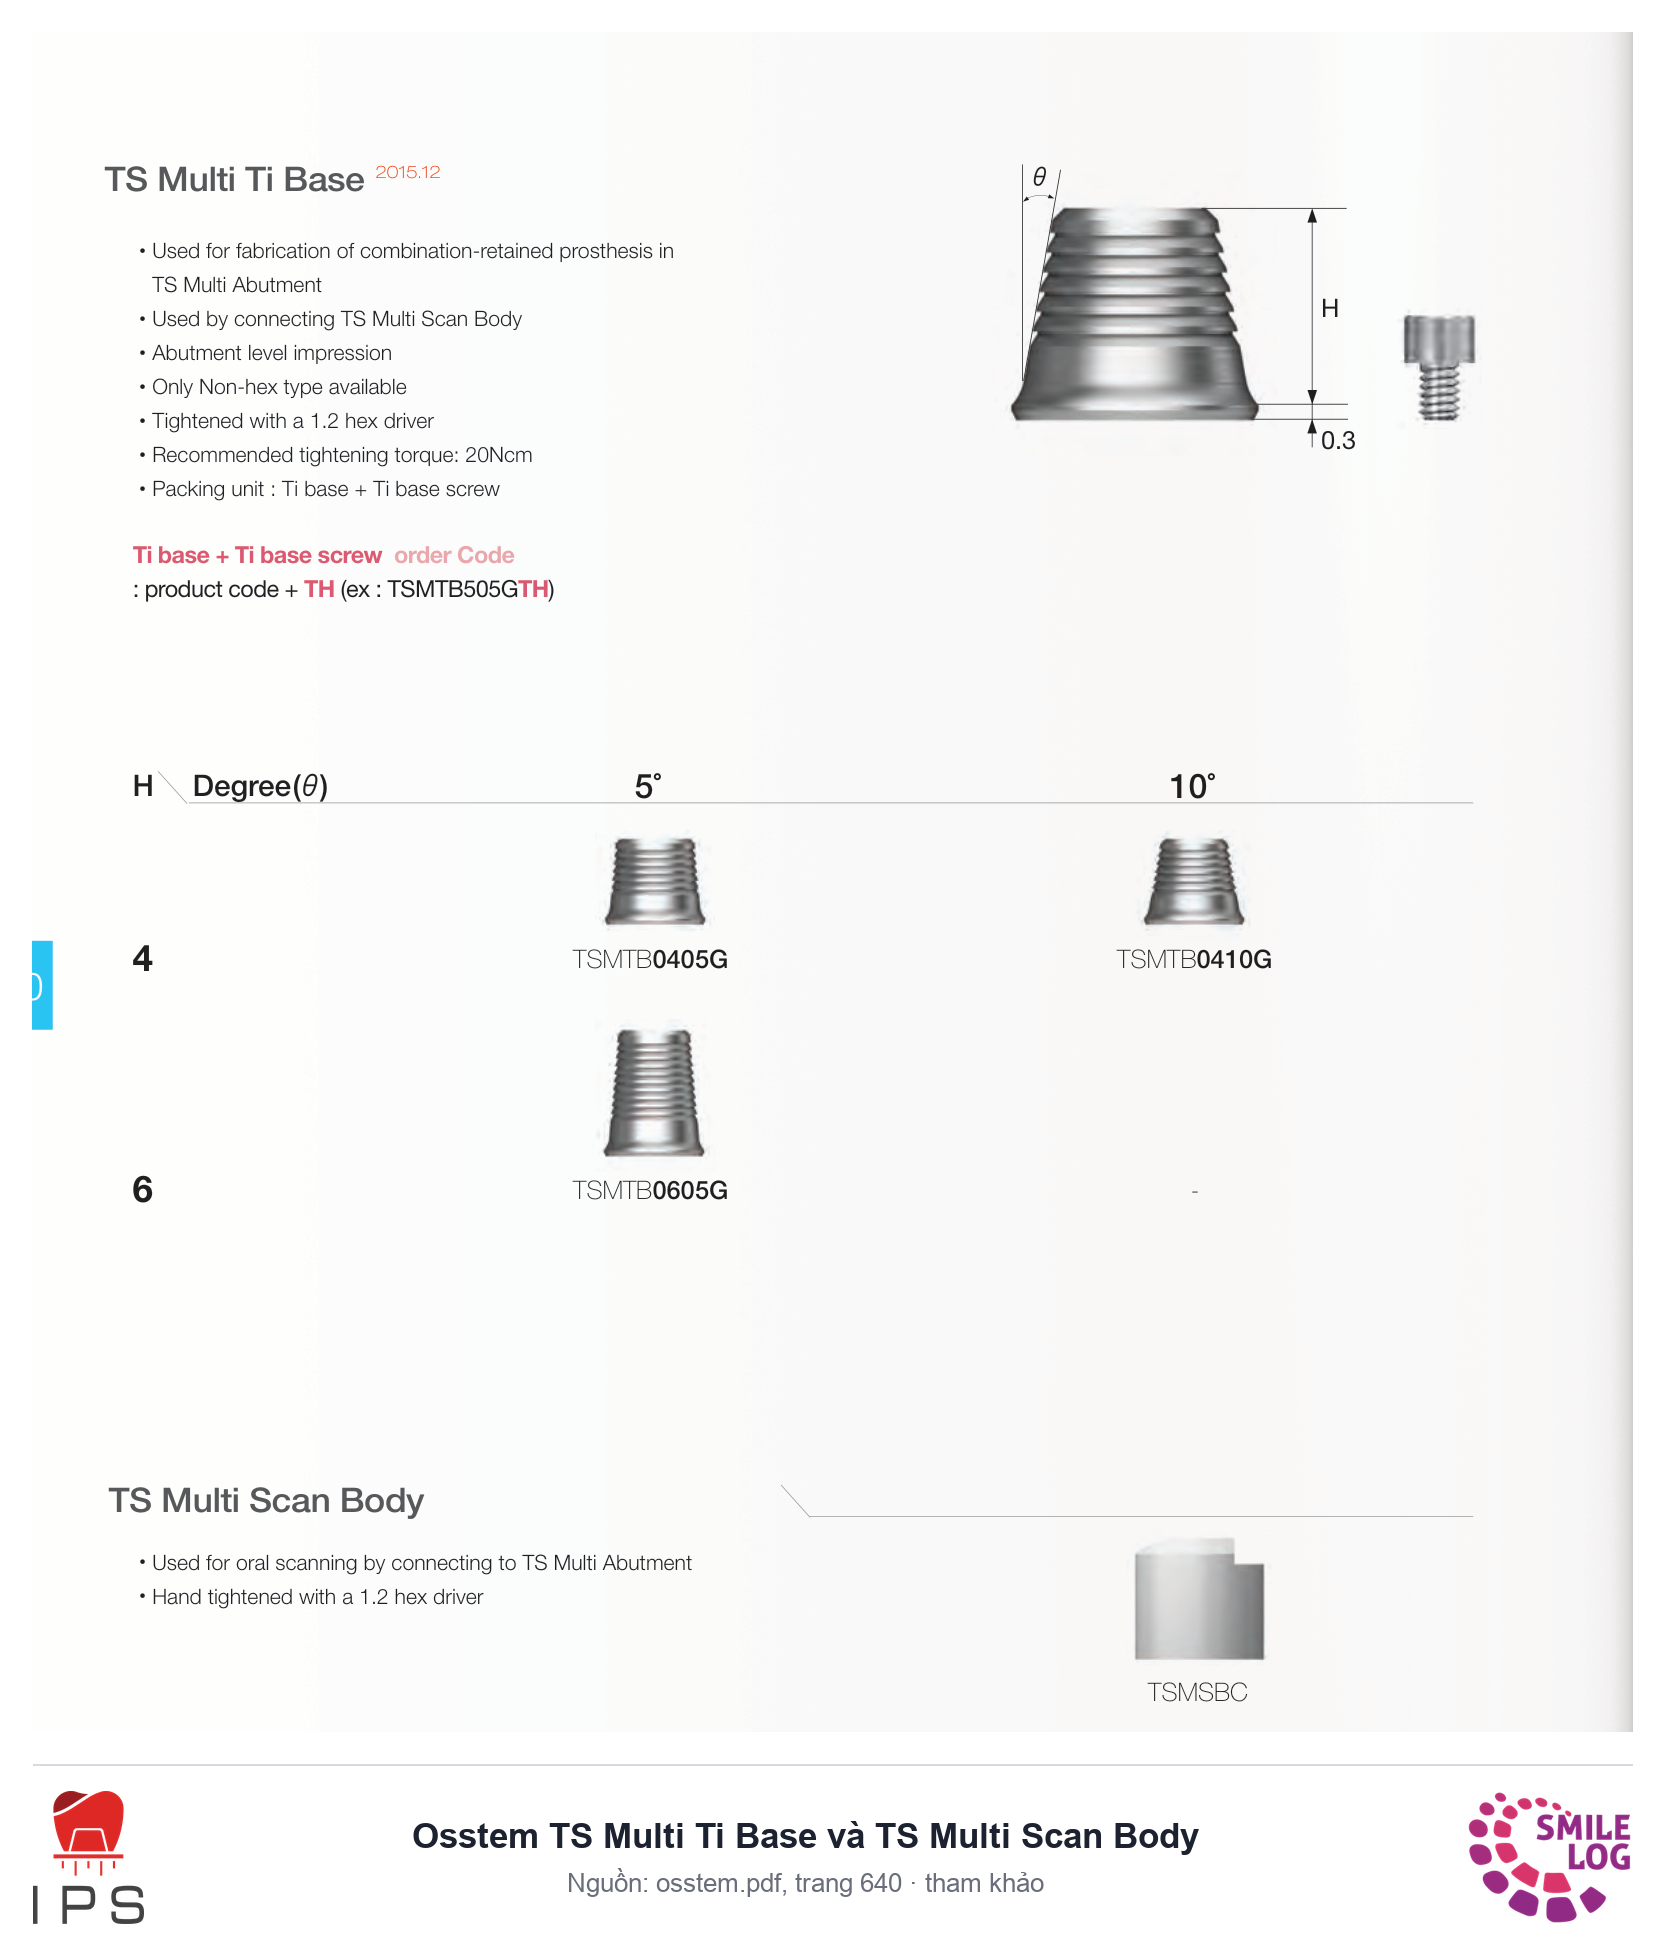 TS Multi Ti Base 2015.12
• Used for fabrication of combination-retained prosthesis in
TS Multi Abutment
• Used by connecting TS Multi Scan Body
• Abutment level impression
• Only Non-hex type available
• Tightened with a 1.2 hex driver
• Recommended tightening torque: 20Ncm
• Packing unit : Ti base + Ti base screw
Ti base + Ti base screw order Code
: product code + TH (ex : TSMTB505GTH)
θ
H
0.3
H Degree(θ) 5° 10°
4 TSMTB0405G TSMTB0410G
6 TSMTB0605G -
TS Multi Scan Body
• Used for oral scanning by connecting to TS Multi Abutment
• Hand tightened with a 1.2 hex driver
TSMSBC
IPS
Osstem TS Multi Ti Base và TS Multi Scan Body
Nguồn: osstem.pdf, trang 640 · tham khảo
SMILE
LOG